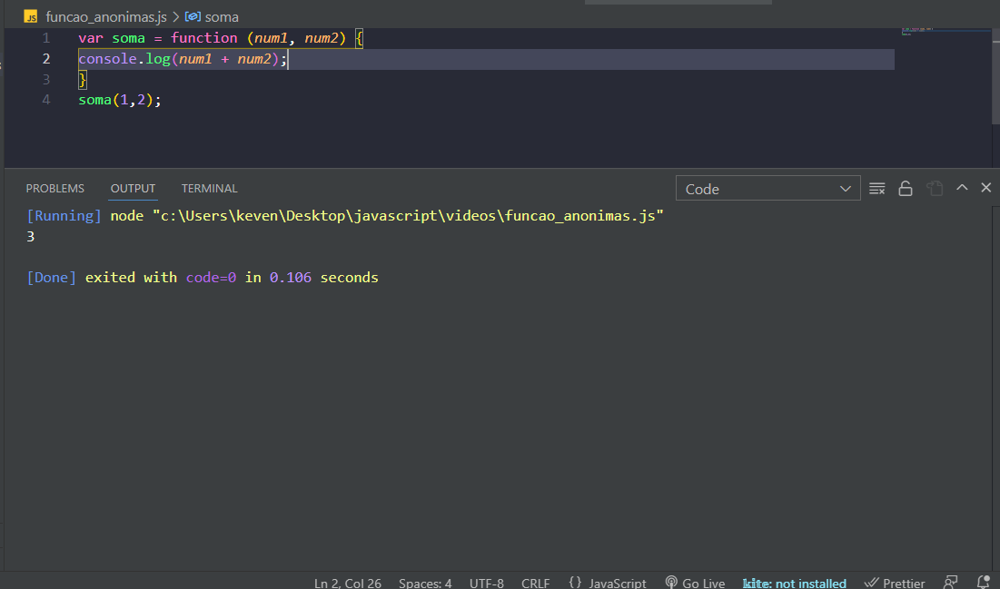 JS funcao_anonimas.js > soma
1 var soma = function (num1, num2) {
2 console.log(num1 + num2);
3 }
4 soma(1,2);
PROBLEMS OUTPUT TERMINAL Code
[Running] node "c:\Users\keven\Desktop\javascript\videos\funcao_anonimas.js"
3
[Done] exited with code=0 in 0.106 seconds
Ln 2, Col 26 Spaces: 4 UTF-8 CRLF {} JavaScript Go Live kite: not installed Prettier